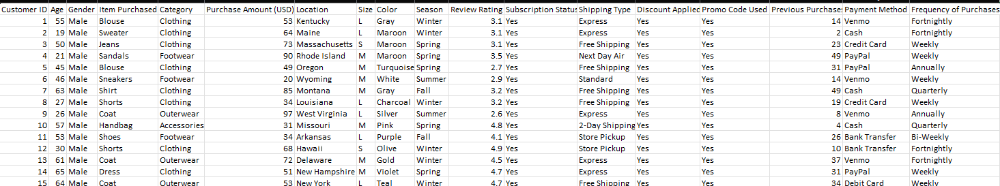 Customer ID Age Gender Item Purchased Category Purchase Amount (USD) Location Size Color Season Review Rating Subscription Status Shipping Type Discount Applied Promo Code Used Previous Purchases Payment Method Frequency of Purchases
1 55 Male Blouse Clothing 53 Kentucky L Gray Winter 3.1 Yes Express Yes Yes 14 Venmo Fortnightly
2 19 Male Sweater Clothing 64 Maine L Maroon Winter 3.1 Yes Express Yes Yes 2 Cash Fortnightly
3 50 Male Jeans Clothing 73 Massachusetts S Maroon Spring 3.1 Yes Free Shipping Yes Yes 23 Credit Card Weekly
4 21 Male Sandals Footwear 90 Rhode Island M Maroon Spring 3.5 Yes Next Day Air Yes Yes 49 PayPal Weekly
5 45 Male Blouse Clothing 49 Oregon M Turquoise Spring 2.7 Yes Free Shipping Yes Yes 31 PayPal Annually
6 46 Male Sneakers Footwear 20 Wyoming M White Summer 2.9 Yes Standard Yes Yes 14 Venmo Weekly
7 63 Male Shirt Clothing 85 Montana M Gray Fall 3.2 Yes Free Shipping Yes Yes 49 Cash Quarterly
8 27 Male Shorts Clothing 34 Louisiana L Charcoal Winter 3.2 Yes Free Shipping Yes Yes 19 Credit Card Weekly
9 26 Male Coat Outerwear 97 West Virginia L Silver Summer 2.6 Yes Express Yes Yes 8 Venmo Annually
10 57 Male Handbag Accessories 31 Missouri M Pink Spring 4.8 Yes 2-Day Shipping Yes Yes 4 Cash Quarterly
11 53 Male Shoes Footwear 34 Arkansas L Purple Fall 4.1 Yes Store Pickup Yes Yes 26 Bank Transfer Bi-Weekly
12 30 Male Shorts Clothing 68 Hawaii S Olive Winter 4.9 Yes Store Pickup Yes Yes 10 Bank Transfer Fortnightly
13 61 Male Coat Outerwear 72 Delaware M Gold Winter 4.5 Yes Express Yes Yes 37 Venmo Fortnightly
14 65 Male Dress Clothing 51 New Hampshire M Violet Spring 4.7 Yes Express Yes Yes 31 PayPal Weekly
15 64 Male Coat Outerwear 53 New York L Teal Winter 4.7 Yes Free Shipping Yes Yes 34 Debit Card Weekly